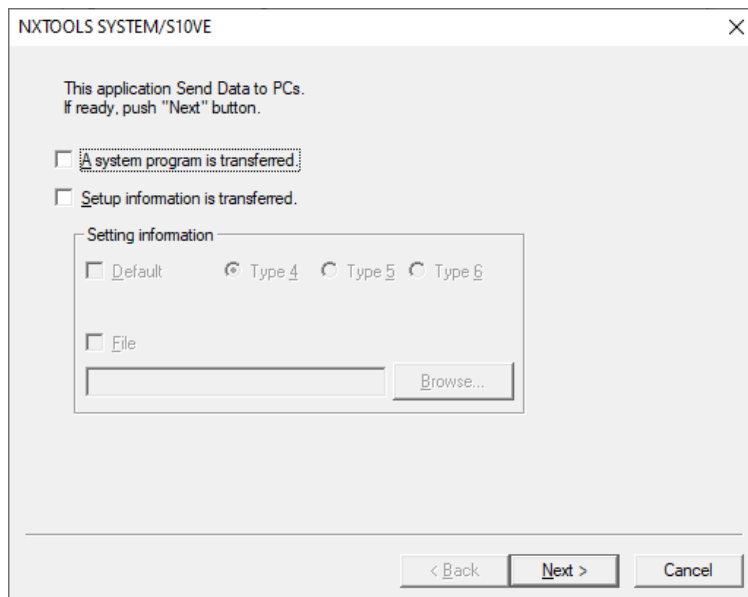 NXTOOLS SYSTEM/S10VE
This application Send Data to PCs.
If ready, push "Next" button.
A system program is transferred.
Setup information is transferred.
Setting information
Default Type 4 Type 5 Type 6
File
Browse...
< Back Next > Cancel